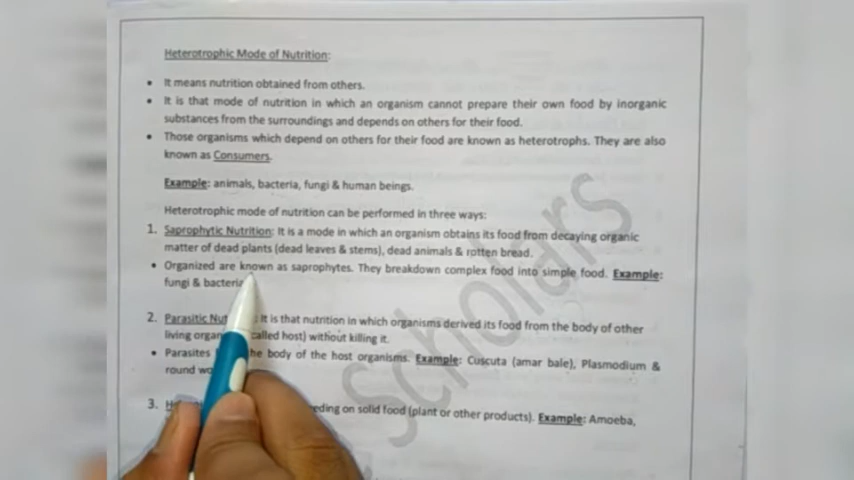 Heterotrophic Mode of Nutrition:
• It means nutrition obtained from others.
• It is that mode of nutrition in which an organism cannot prepare their own food by inorganic
substances from the surroundings and depends on others for their food.
• Those organisms which depend on others for their food are known as heterotrophs. They are also
known as Consumers.
Example: animals, bacteria, fungi & human beings.
Heterotrophic mode of nutrition can be performed in three ways:
1. Saprophytic Nutrition: It is a mode in which an organism obtains its food from decaying organic
matter of dead plants (dead leaves & stems), dead animals & rotten bread.
• Organized are known as saprophytes. They breakdown complex food into simple food. Example:
fungi & bacteria
2. Parasitic It is that nutrition in which organisms derived its food from the body of other
living called host) without killing it.
• Parasites the body of the host organisms. Example: Cuscuta (amar bale), Plasmodium &
round
3. on solid food (plant or other products). Example: Amoeba,
Scholars